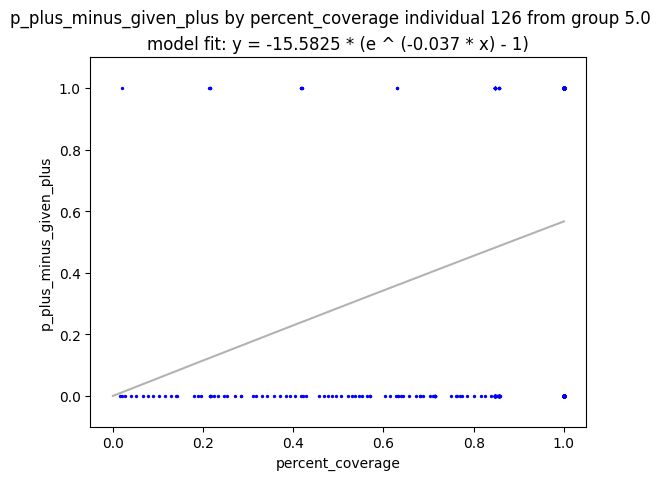 p_plus_minus_given_plus by percent_coverage individual 126 from group 5.0
model fit: y = -15.5825 * (e ^ (-0.037 * x) - 1)
1.0
0.8
0.6
0.4
0.2
0.0
p_plus_minus_given_plus
0.0 0.2 0.4 0.6 0.8 1.0
percent_coverage